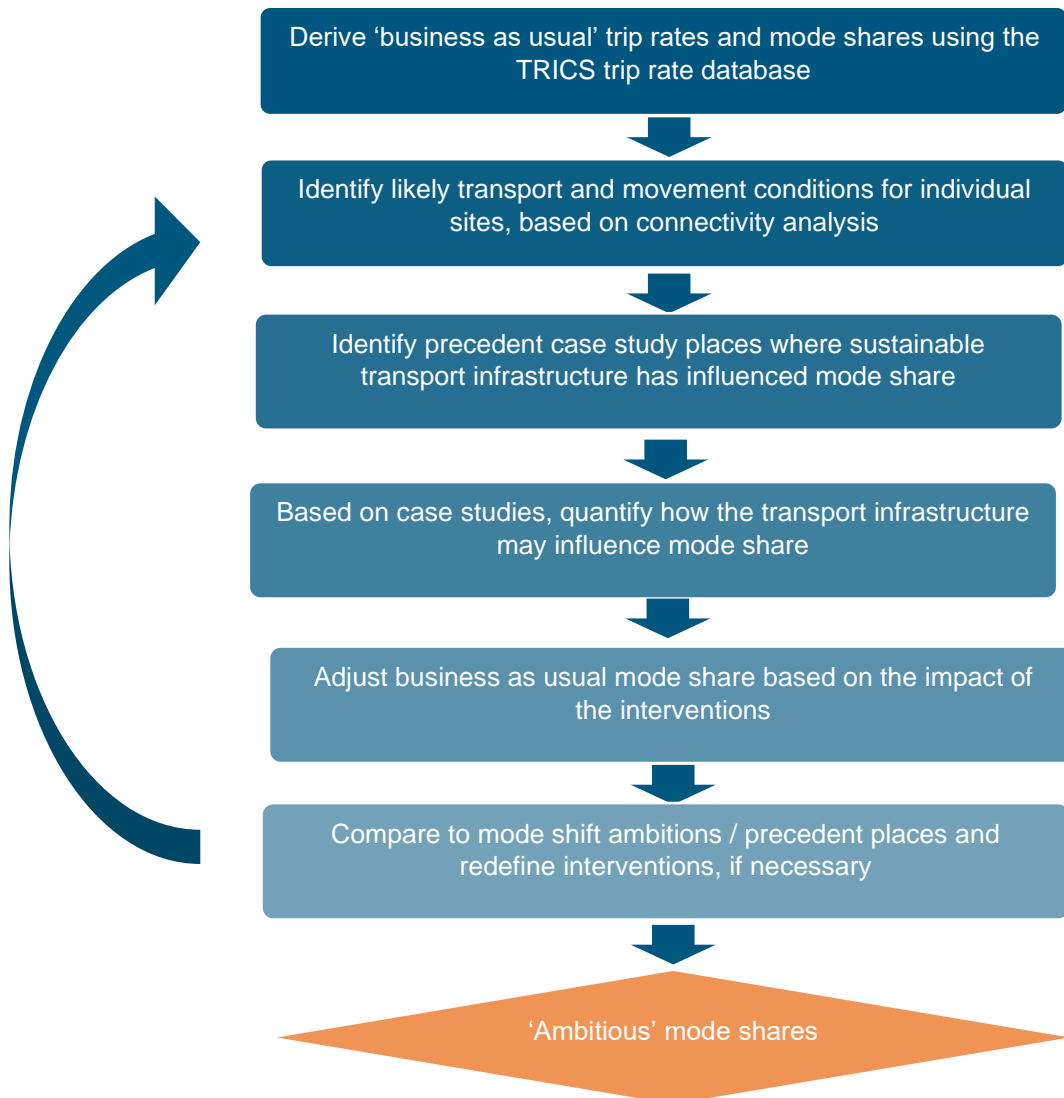 Derive ‘business as usual’ trip rates and mode shares using the
TRICS trip rate database
Identify likely transport and movement conditions for individual
sites, based on connectivity analysis
Identify precedent case study places where sustainable
transport infrastructure has influenced mode share
Based on case studies, quantify how the transport infrastructure
may influence mode share
Adjust business as usual mode share based on the impact of
the interventions
Compare to mode shift ambitions / precedent places and
redefine interventions, if necessary
‘Ambitious’ mode shares